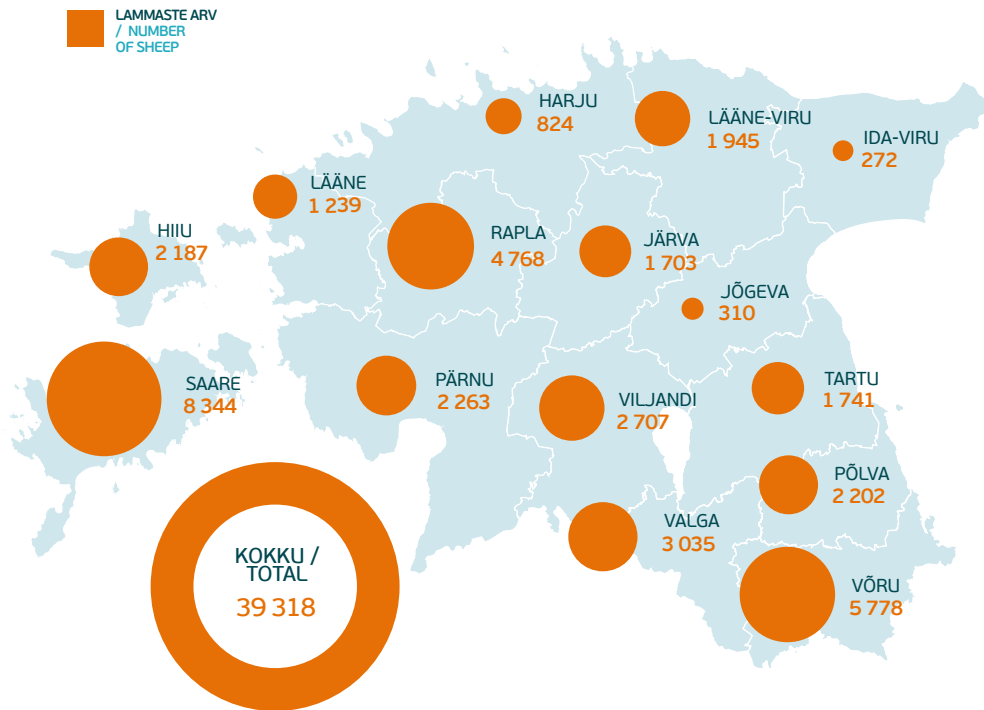 LAMMASTE ARV
/ NUMBER
OF SHEEP
HARJU
824
LÄÄNE-VIRU
1 945
IDA-VIRU
272
LÄÄNE
1 239
HIIU
2 187
RAPLA
4 768
JÄRVA
1 703
JÕGEVA
310
SAARE
8 344
PÄRNU
2 263
VILJANDI
2 707
TARTU
1 741
PÕLVA
2 202
VALGA
3 035
VÕRU
5 778
KOKKU /
TOTAL
39 318